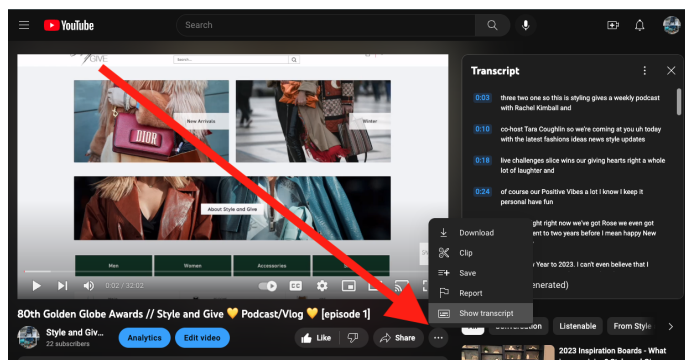 YouTube
Search
GIVE
Search...
New Arrivals
Winter
DIOR
About Style and Give
Men
Women
Accessories
0:02 / 32:02
CC
80th Golden Globe Awards // Style and Give 💛 Podcast/Vlog 💛 [episode 1]
Style and Giv...
22 subscribers
Analytics
Edit video
Like
Share
Transcript
0:03 three two one so this is styling gives a weekly podcast
with Rachel Kimball and
0:10 co-host Tara Coughlin so we're coming at you uh today
with the latest fashions ideas news style updates
0:18 live challenges slice wins our giving hearts right a whole
lot of laughter and
0:24 of course our Positive Vibes a lot I know I keep it
personal have fun
right now we've got Rose we even got
to two years before I mean happy New
Year to 2023. I can't even believe that I
Download
Clip
Save
Report
Show transcript
Listenable
From Style
2023 Inspiration Boards - What